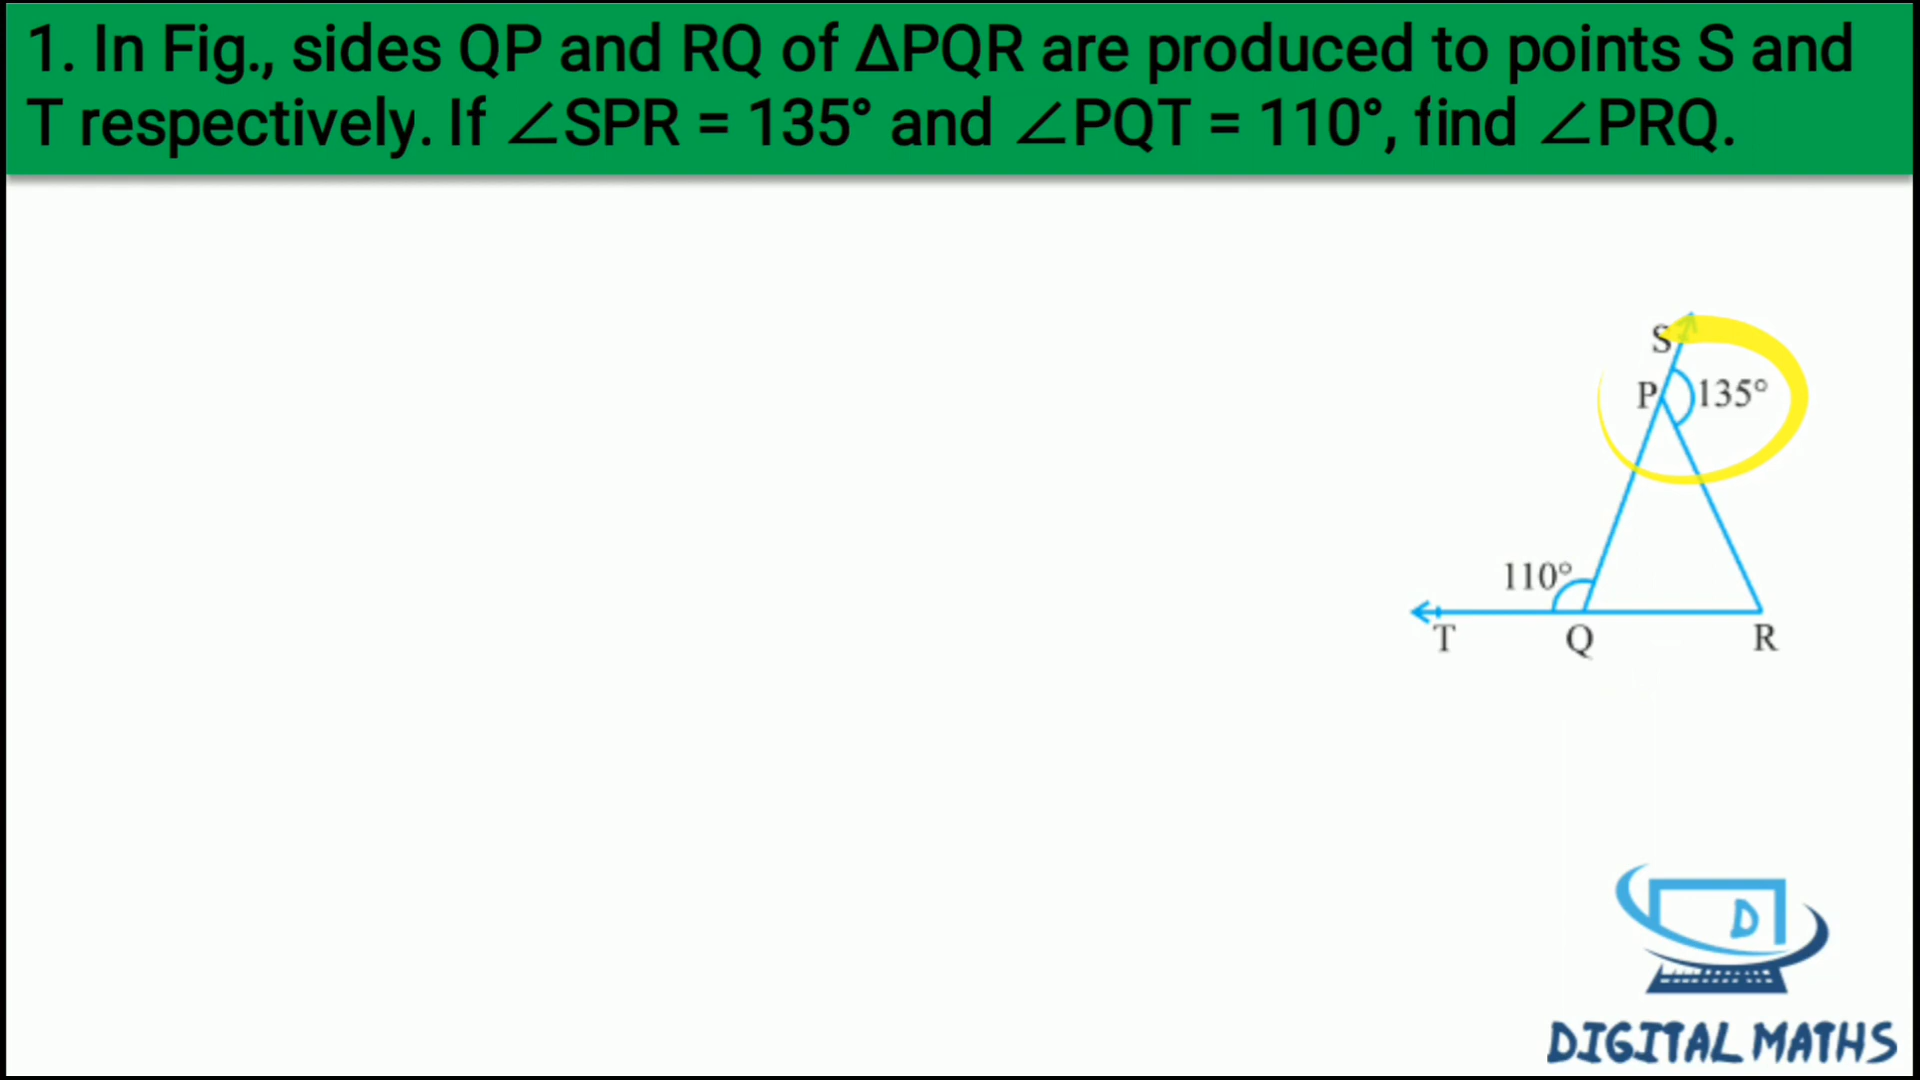 1. In Fig., sides QP and RQ of ΔPQR are produced to points S and
T respectively. If ∠SPR = 135° and ∠PQT = 110°, find ∠PRQ.
S
P 135°
110°
T Q R
D
DIGITAL MATHS